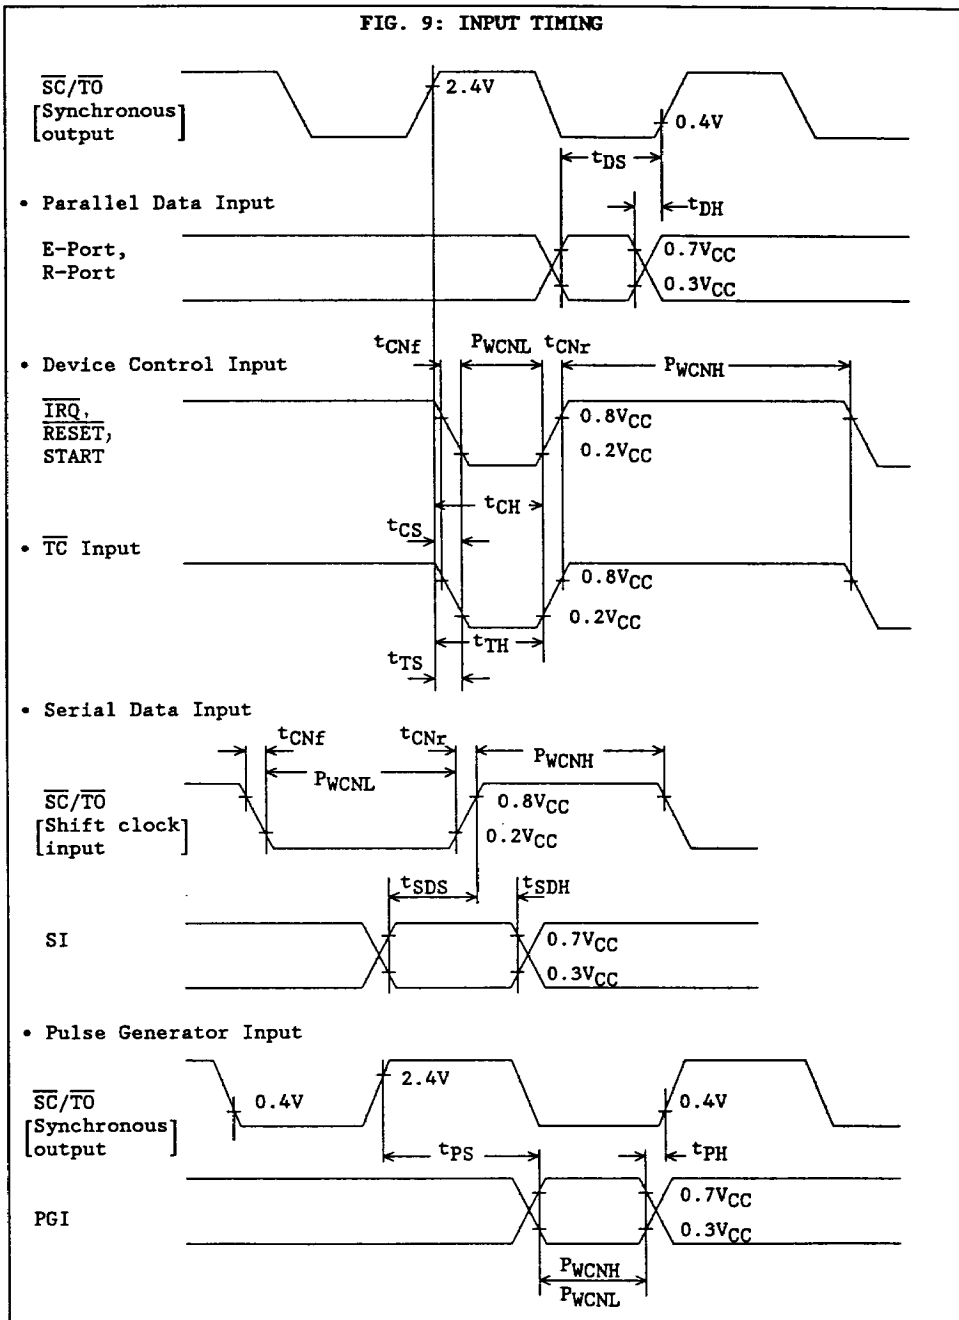 FIG. 9: INPUT TIMING
SC/TO
[Synchronous
output]
2.4V
0.4V
tDS
tDH
• Parallel Data Input
E-Port,
R-Port
0.7VCC
0.3VCC
tCNf
PWCNL
tCNr
PWCNH
• Device Control Input
IRQ,
RESET,
START
0.8VCC
0.2VCC
tCH
tCS
• TC Input
0.8VCC
0.2VCC
tTH
tTS
• Serial Data Input
tCNf
tCNr
PWCNH
PWCNL
SC/TO
[Shift clock
input]
0.8VCC
0.2VCC
tSDS
tSDH
SI
0.7VCC
0.3VCC
• Pulse Generator Input
SC/TO
[Synchronous
output]
0.4V
2.4V
0.4V
tPS
tPH
PGI
0.7VCC
0.3VCC
PWCNH
PWCNL